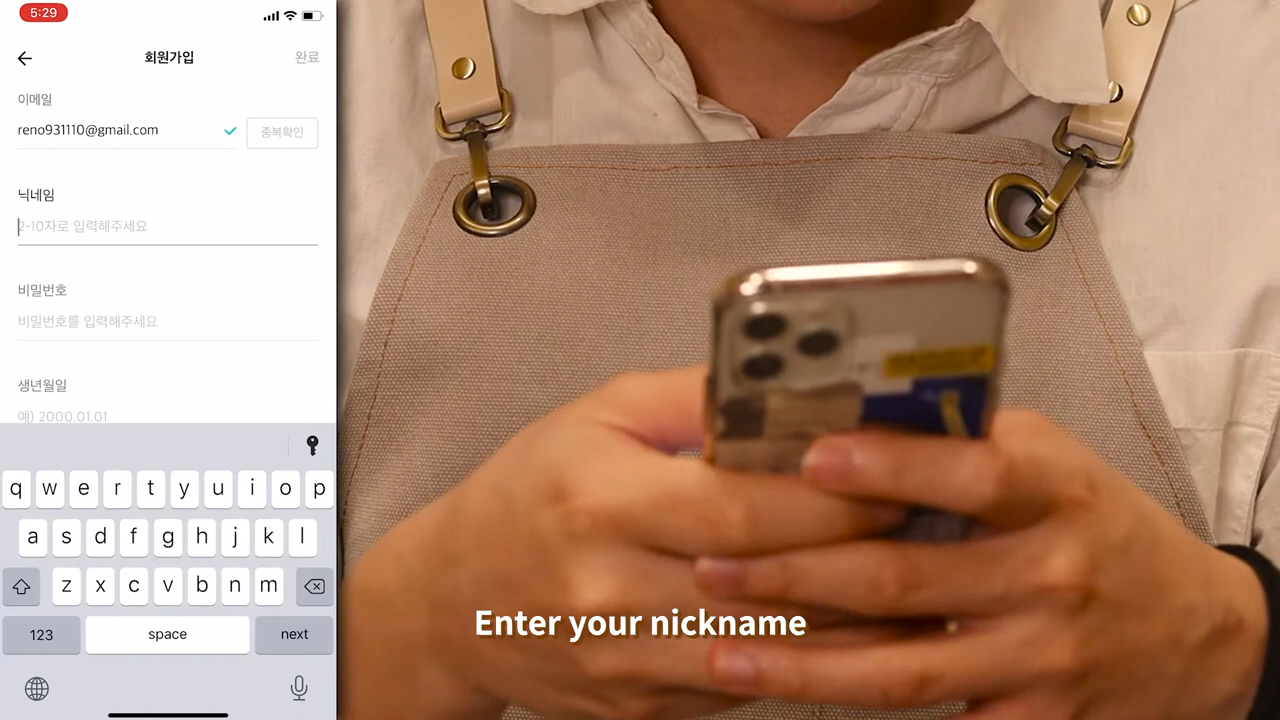 5:29
회원가입
완료
이메일
reno931110@gmail.com
중복확인
닉네임
2-10자로 입력해주세요
비밀번호
비밀번호를 입력해주세요
생년월일
예) 2000.01.01
q w e r t y u i o p
a s d f g h j k l
z x c v b n m
123 space next
Enter your nickname